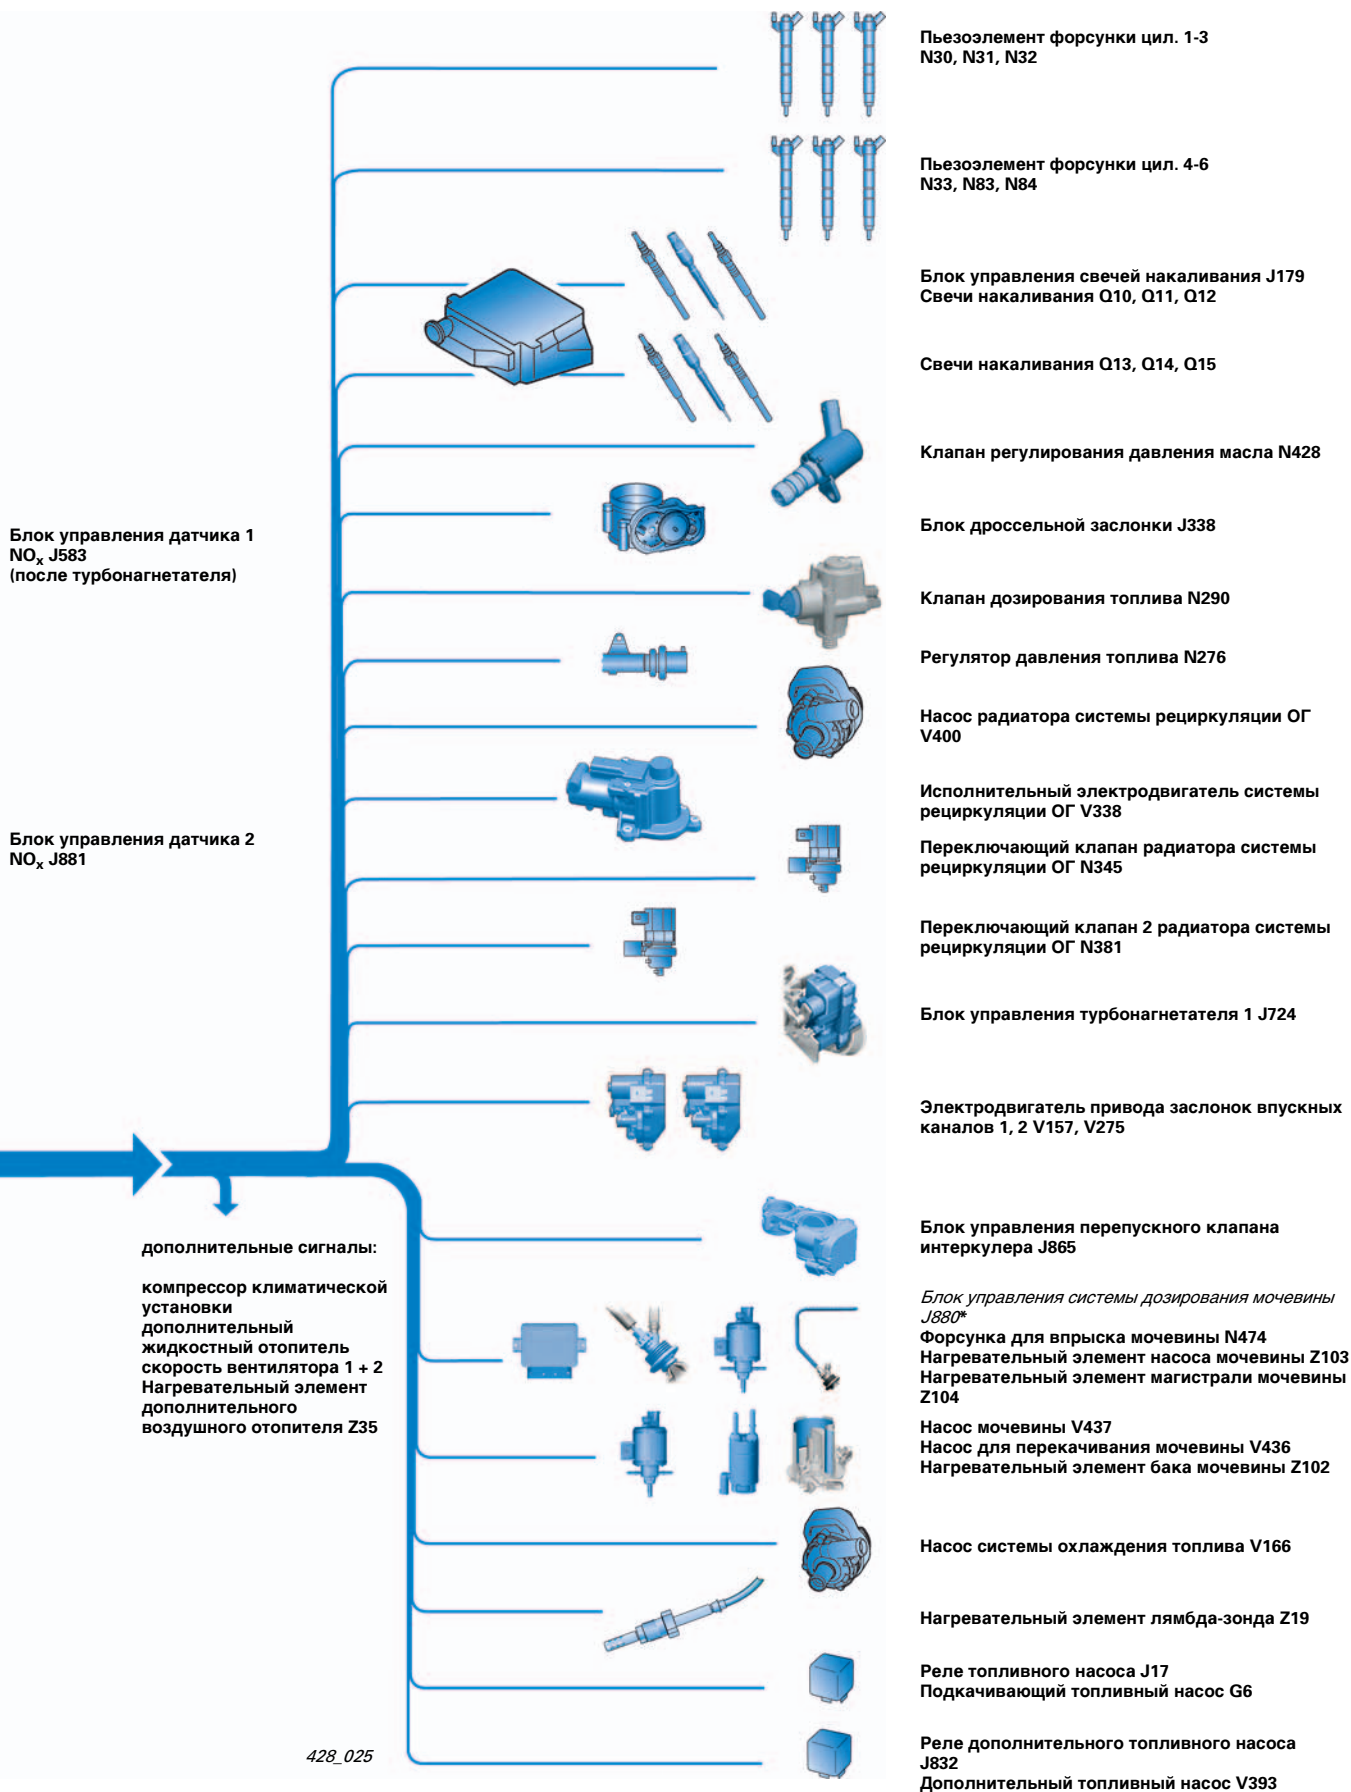 Пьезоэлемент форсунки цил. 1-3
N30, N31, N32
Пьезоэлемент форсунки цил. 4-6
N33, N83, N84
Блок управления свечей накаливания J179
Свечи накаливания Q10, Q11, Q12
Свечи накаливания Q13, Q14, Q15
Клапан регулирования давления масла N428
Блок дроссельной заслонки J338
Блок управления датчика 1
NOx J583
(после турбонагнетателя)
Клапан дозирования топлива N290
Регулятор давления топлива N276
Насос радиатора системы рециркуляции ОГ
V400
Исполнительный электродвигатель системы
рециркуляции ОГ V338
Блок управления датчика 2
NOx J881
Переключающий клапан радиатора системы
рециркуляции ОГ N345
Переключающий клапан 2 радиатора системы
рециркуляции ОГ N381
Блок управления турбонагнетателя 1 J724
Электродвигатель привода заслонок впускных
каналов 1, 2 V157, V275
Блок управления перепускного клапана
интеркулера J865
дополнительные сигналы:
компрессор климатической
установки
дополнительный
жидкостный отопитель
скорость вентилятора 1 + 2
Нагревательный элемент
дополнительного
воздушного отопителя Z35
Блок управления системы дозирования мочевины
J880*
Форсунка для впрыска мочевины N474
Нагревательный элемент насоса мочевины Z103
Нагревательный элемент магистрали мочевины
Z104
Насос мочевины V437
Насос для перекачивания мочевины V436
Нагревательный элемент бака мочевины Z102
Насос системы охлаждения топлива V166
Нагревательный элемент лямбда-зонда Z19
Реле топливного насоса J17
Подкачивающий топливный насос G6
Реле дополнительного топливного насоса
J832
Дополнительный топливный насос V393
428_025